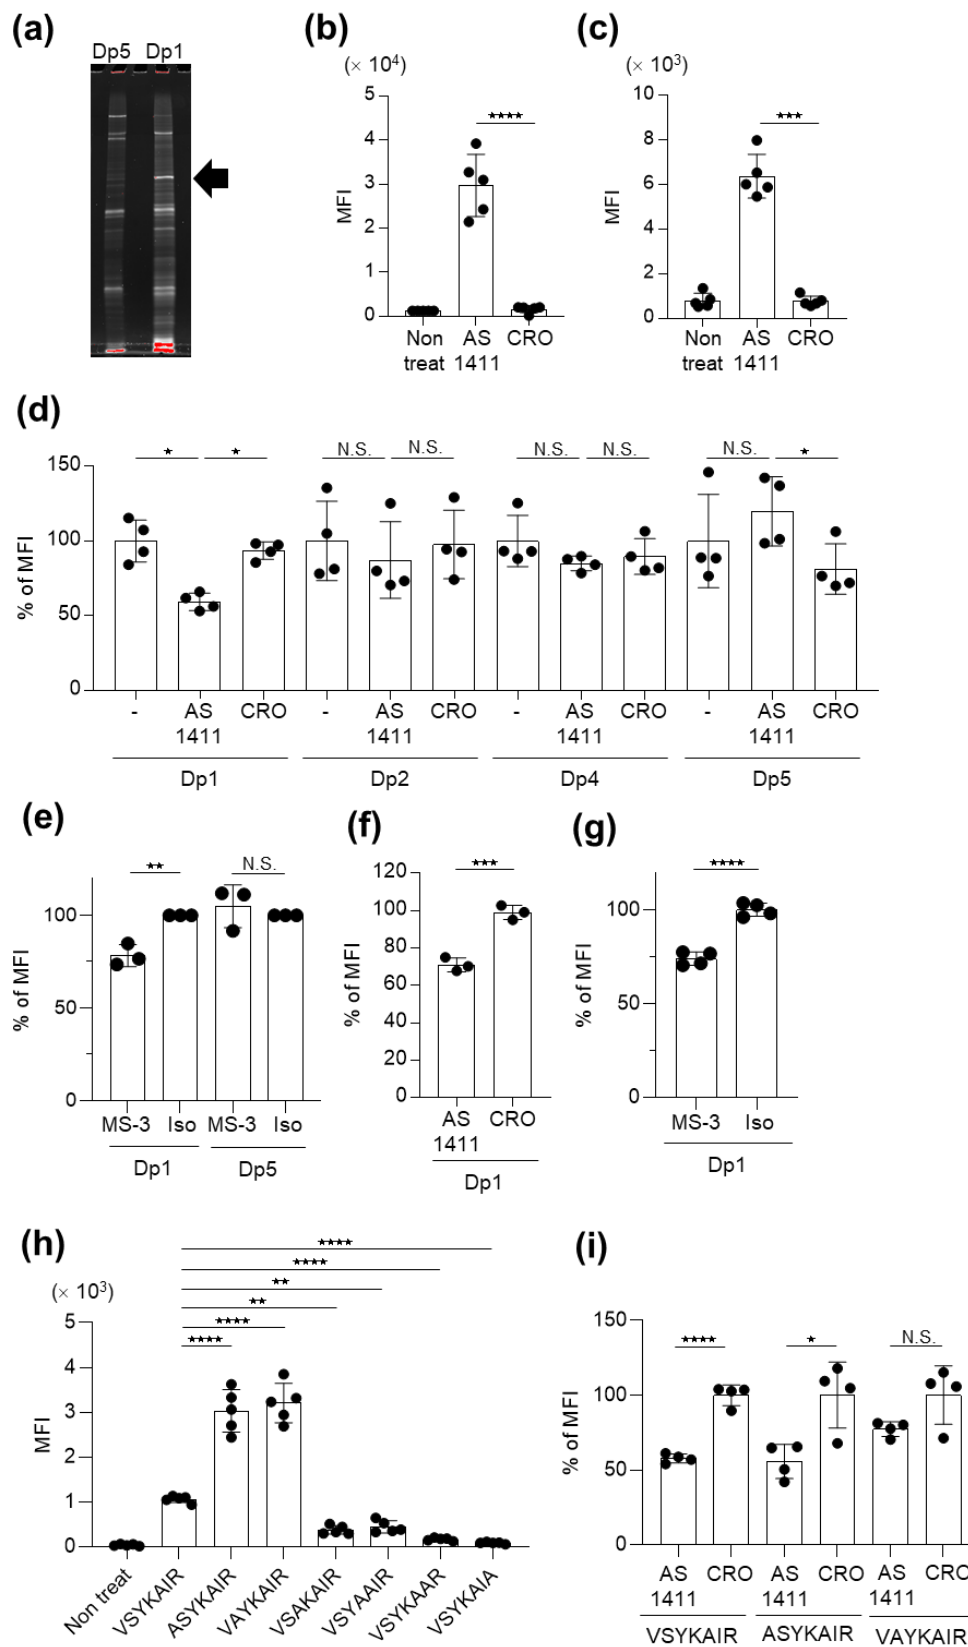 (a)
Dp5 Dp1
(b)
(× 10⁴)
5
4
3
2
1
0
MFI
★★★★
Non treat
AS 1411
CRO
(c)
(× 10³)
10
8
6
4
2
0
MFI
★★★
Non treat
AS 1411
CRO
(d)
150
100
50
0
% of MFI
★ ★ N.S. N.S. N.S. N.S. N.S. ★
- AS 1411 CRO - AS 1411 CRO - AS 1411 CRO - AS 1411 CRO
Dp1 Dp2 Dp4 Dp5
(e)
100
50
0
% of MFI
★★ N.S.
MS-3 Iso MS-3 Iso
Dp1 Dp5
(f)
120
100
80
60
40
20
0
% of MFI
★★★
AS 1411 CRO
Dp1
(g)
100
50
0
% of MFI
★★★★
MS-3 Iso
Dp1
(h)
(× 10³)
5
4
3
2
1
0
MFI
★★★★
★★★★
★★
★★
★★★★
★★★★
Non treat
VSYKAIR
ASYKAIR
VAYKAIR
VSAKAIR
VSYAAIR
VSYKAAR
VSYKAIA
(i)
150
100
50
0
% of MFI
★★★★ ★ N.S.
AS 1411 CRO AS 1411 CRO AS 1411 CRO
VSYKAIR ASYKAIR VAYKAIR